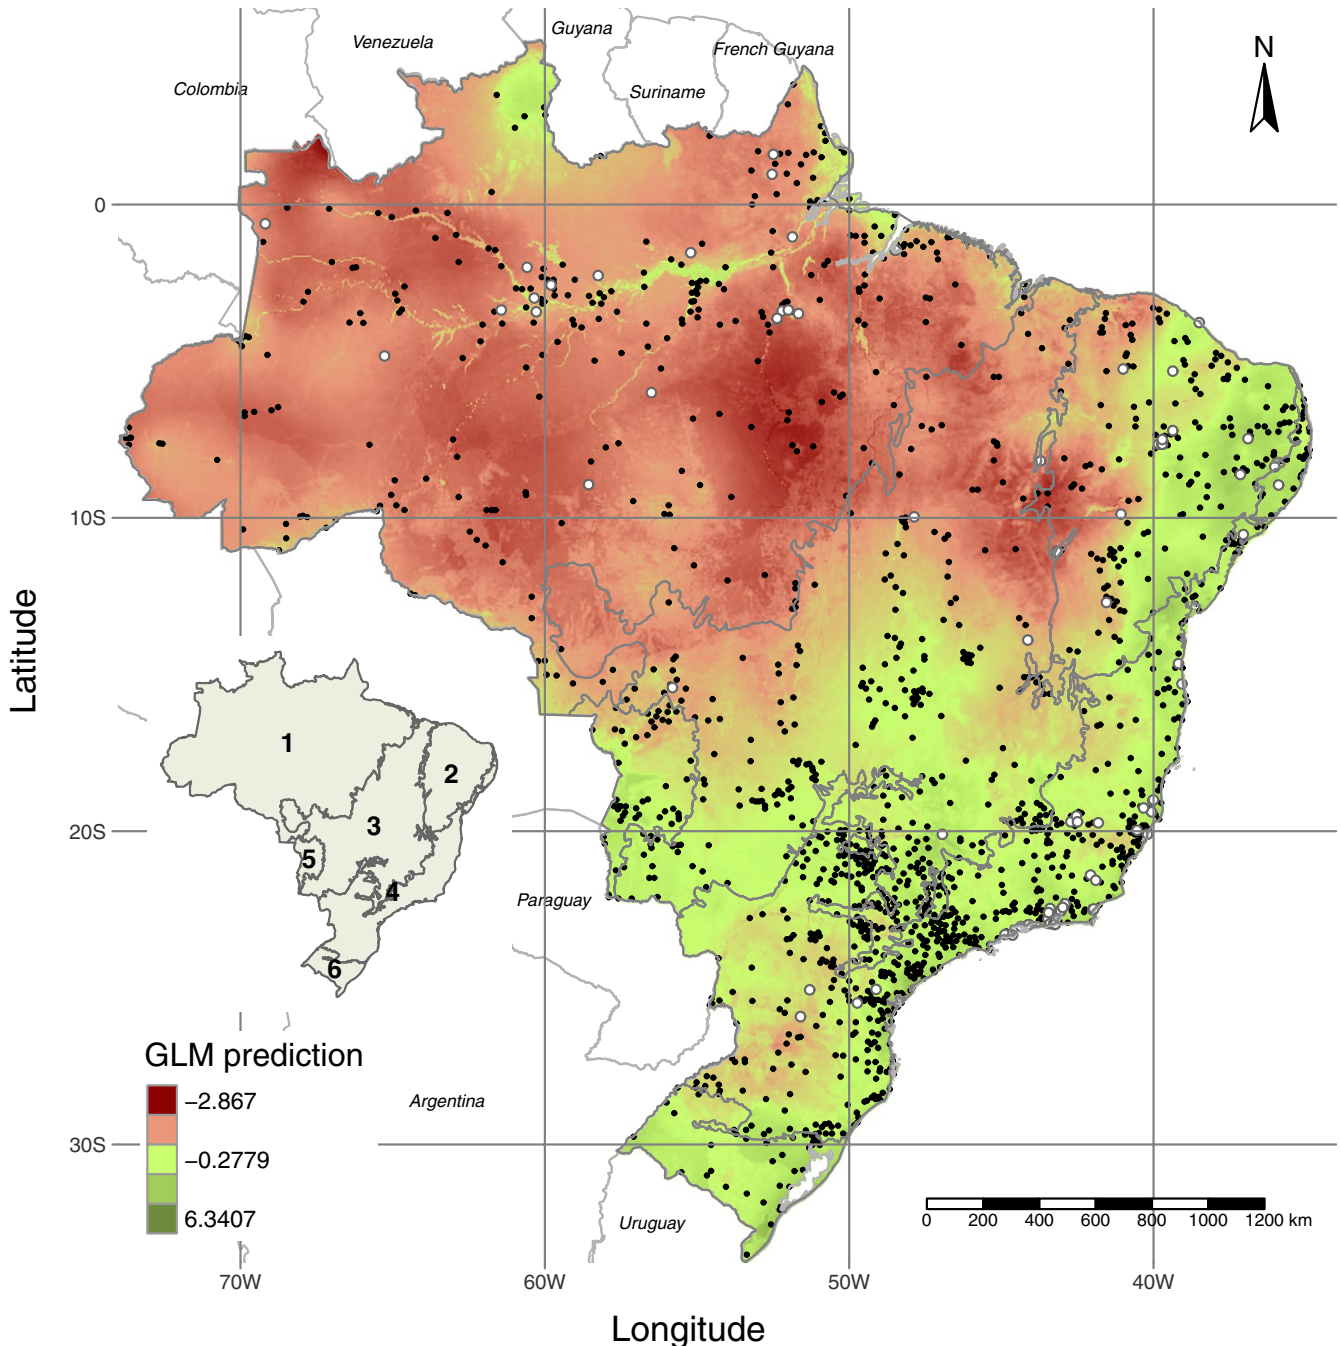 Guyana
Venezuela
French Guyana
N
Colombia
Suriname
0
10S
Latitude
1
2
3
20S
5
4
Paraguay
6
GLM prediction
−2.867
Argentina
30S
−0.2779
6.3407
Uruguay
0 200 400 600 800 1000 1200 km
70W 60W 50W 40W
Longitude